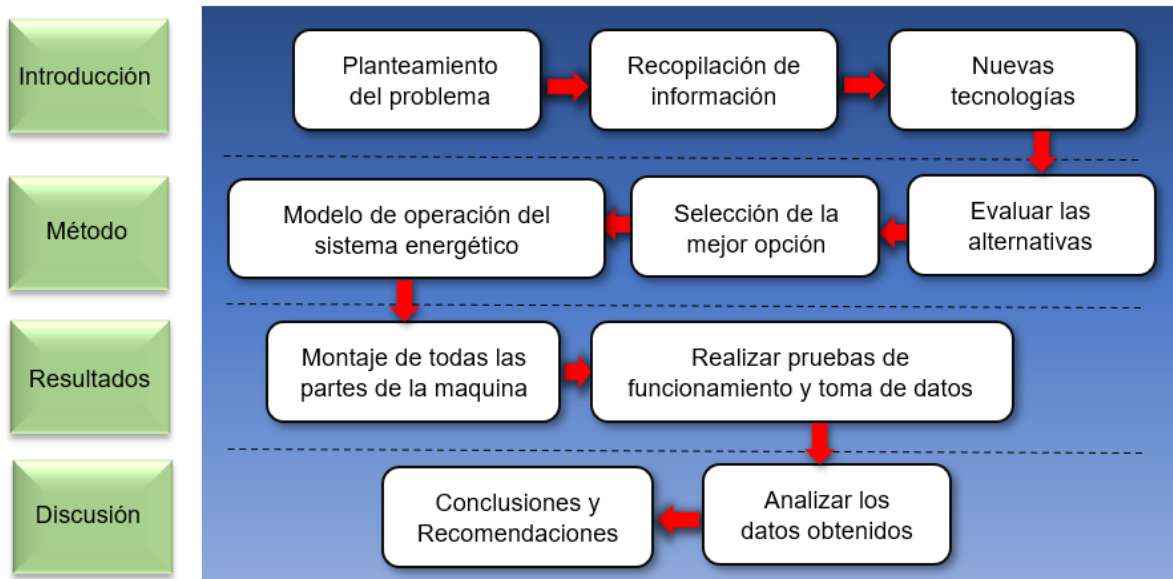 Introducción
Planteamiento
del problema
Recopilación de
información
Nuevas
tecnologías
Método
Modelo de operación del
sistema energético
Selección de la
mejor opción
Evaluar las
alternativas
Resultados
Montaje de todas las
partes de la maquina
Realizar pruebas de
funcionamiento y toma de datos
Discusión
Conclusiones y
Recomendaciones
Analizar los
datos obtenidos